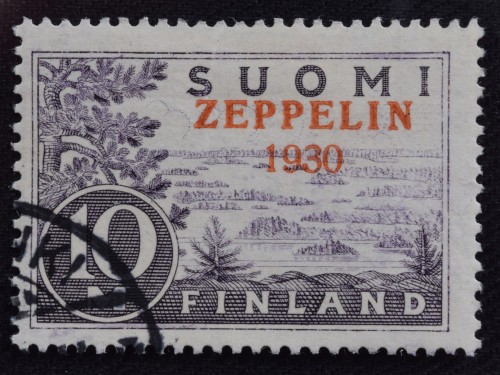 SUOMI
ZEPPELIN
1930
10
FINLAND